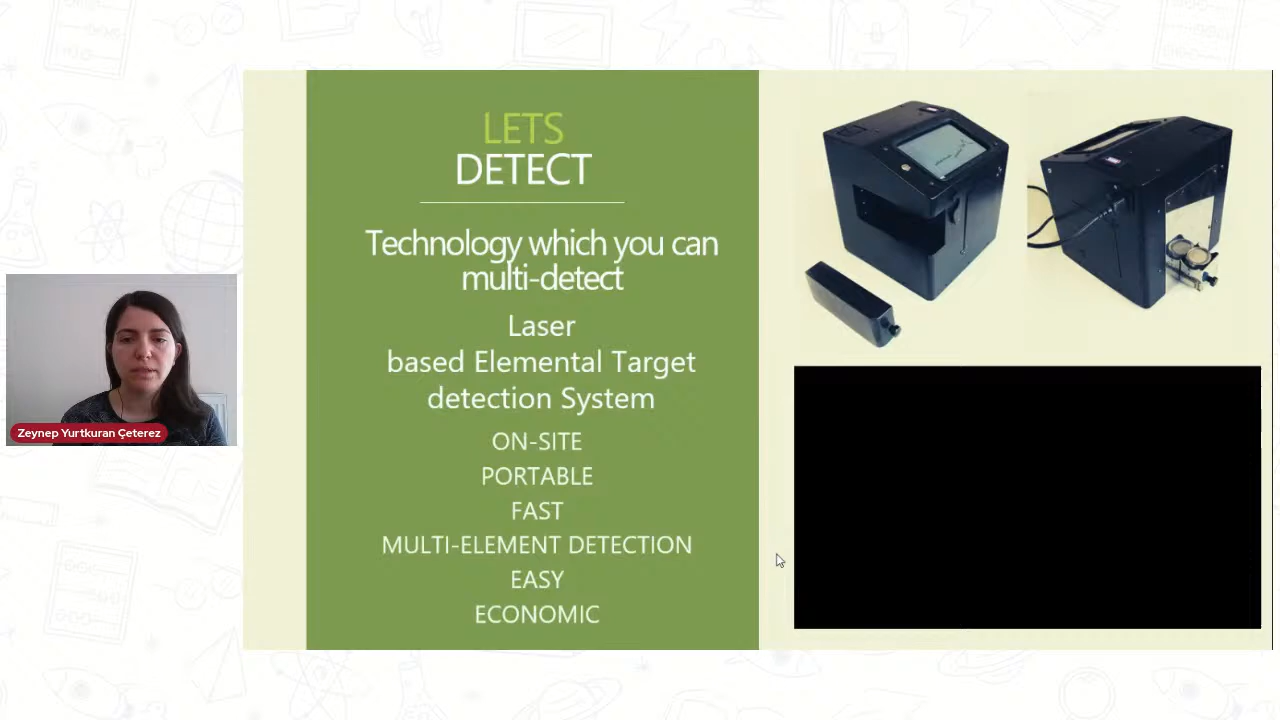 LETS
DETECT
Technology which you can
multi-detect
Laser
based Elemental Target
detection System
ON-SITE
PORTABLE
FAST
MULTI-ELEMENT DETECTION
EASY
ECONOMIC
Zeynep Yurtkuran Çeterez